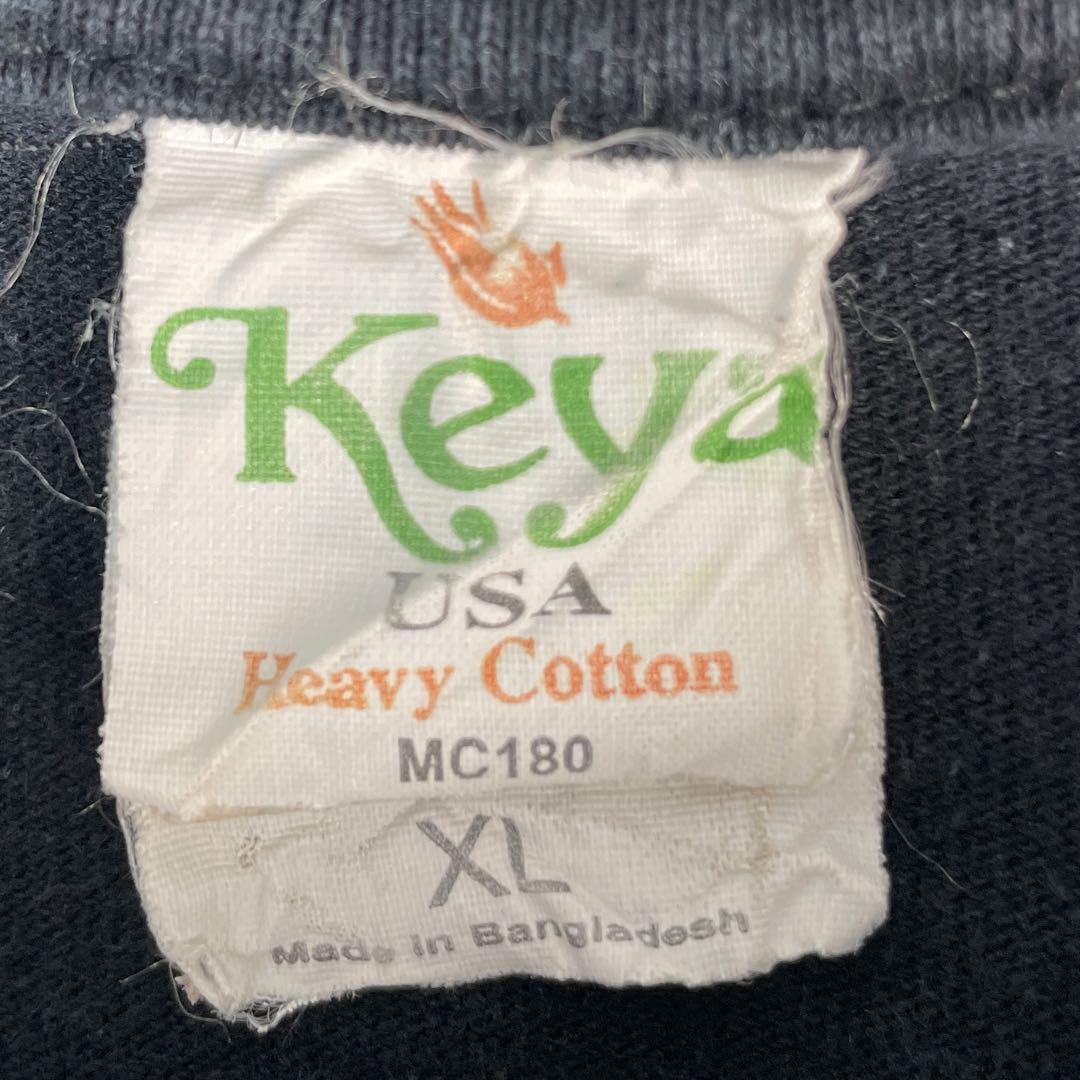 Keya
USA
Heavy Cotton
MC180
XL
Made in Bangladesh